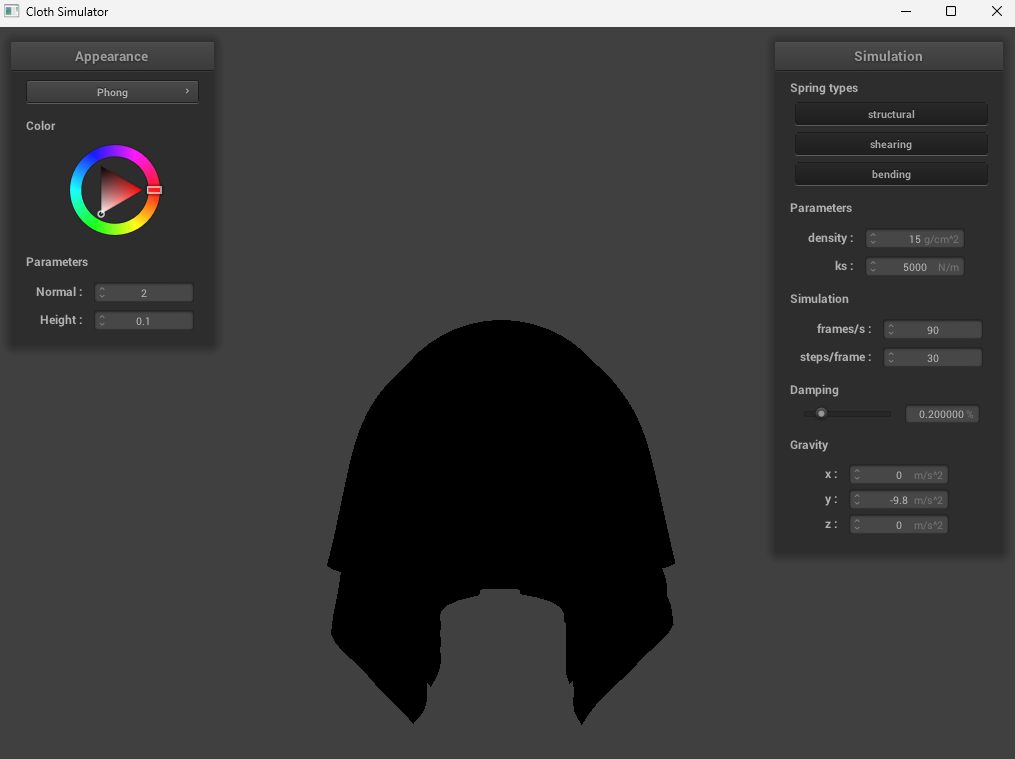 Cloth Simulator
Appearance
Phong
Color
Parameters
Normal : 2
Height : 0.1
Simulation
Spring types
structural
shearing
bending
Parameters
density : 15 g/cm^2
ks : 5000 N/m
Simulation
frames/s : 90
steps/frame : 30
Damping
0.200000 %
Gravity
x : 0 m/s^2
y : -9.8 m/s^2
z : 0 m/s^2